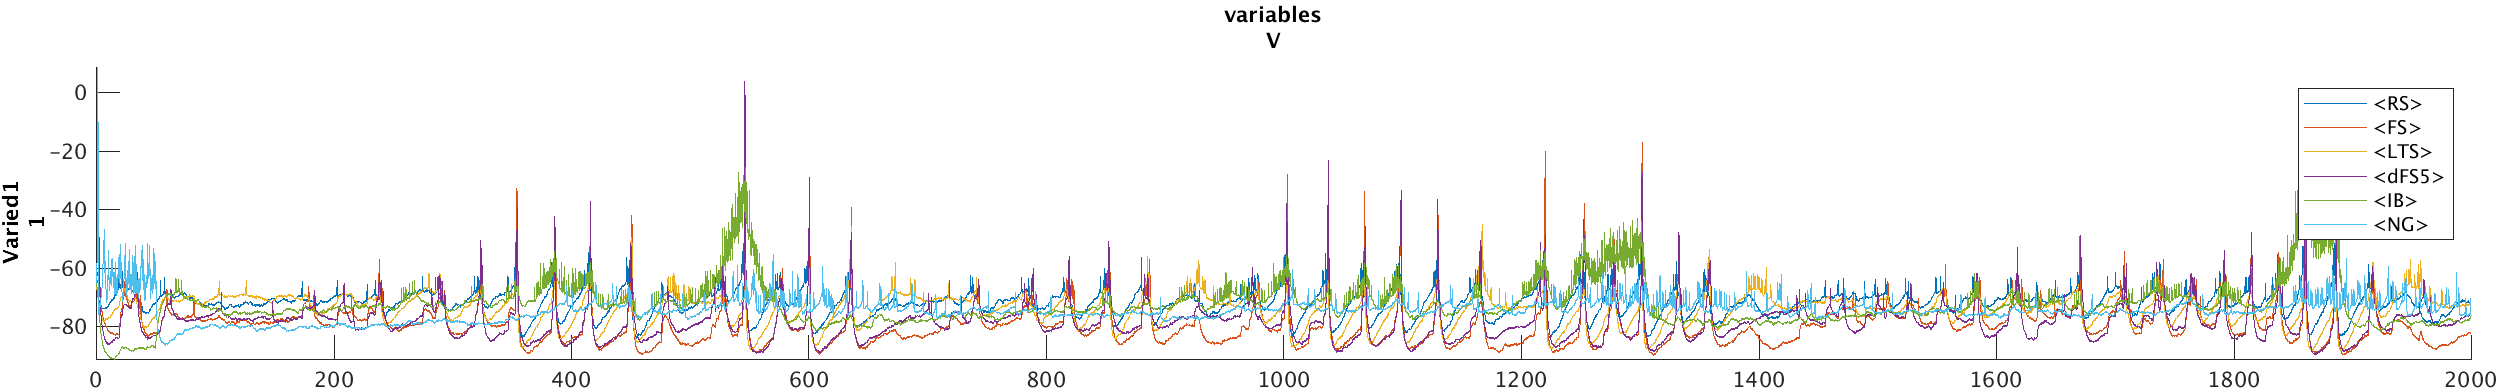 variables
V
Varied1
1
0
−20
−40
−60
−80
<RS>
<FS>
<LTS>
<dFS5>
<IB>
<NG>
0 200 400 600 800 1000 1200 1400 1600 1800 2000